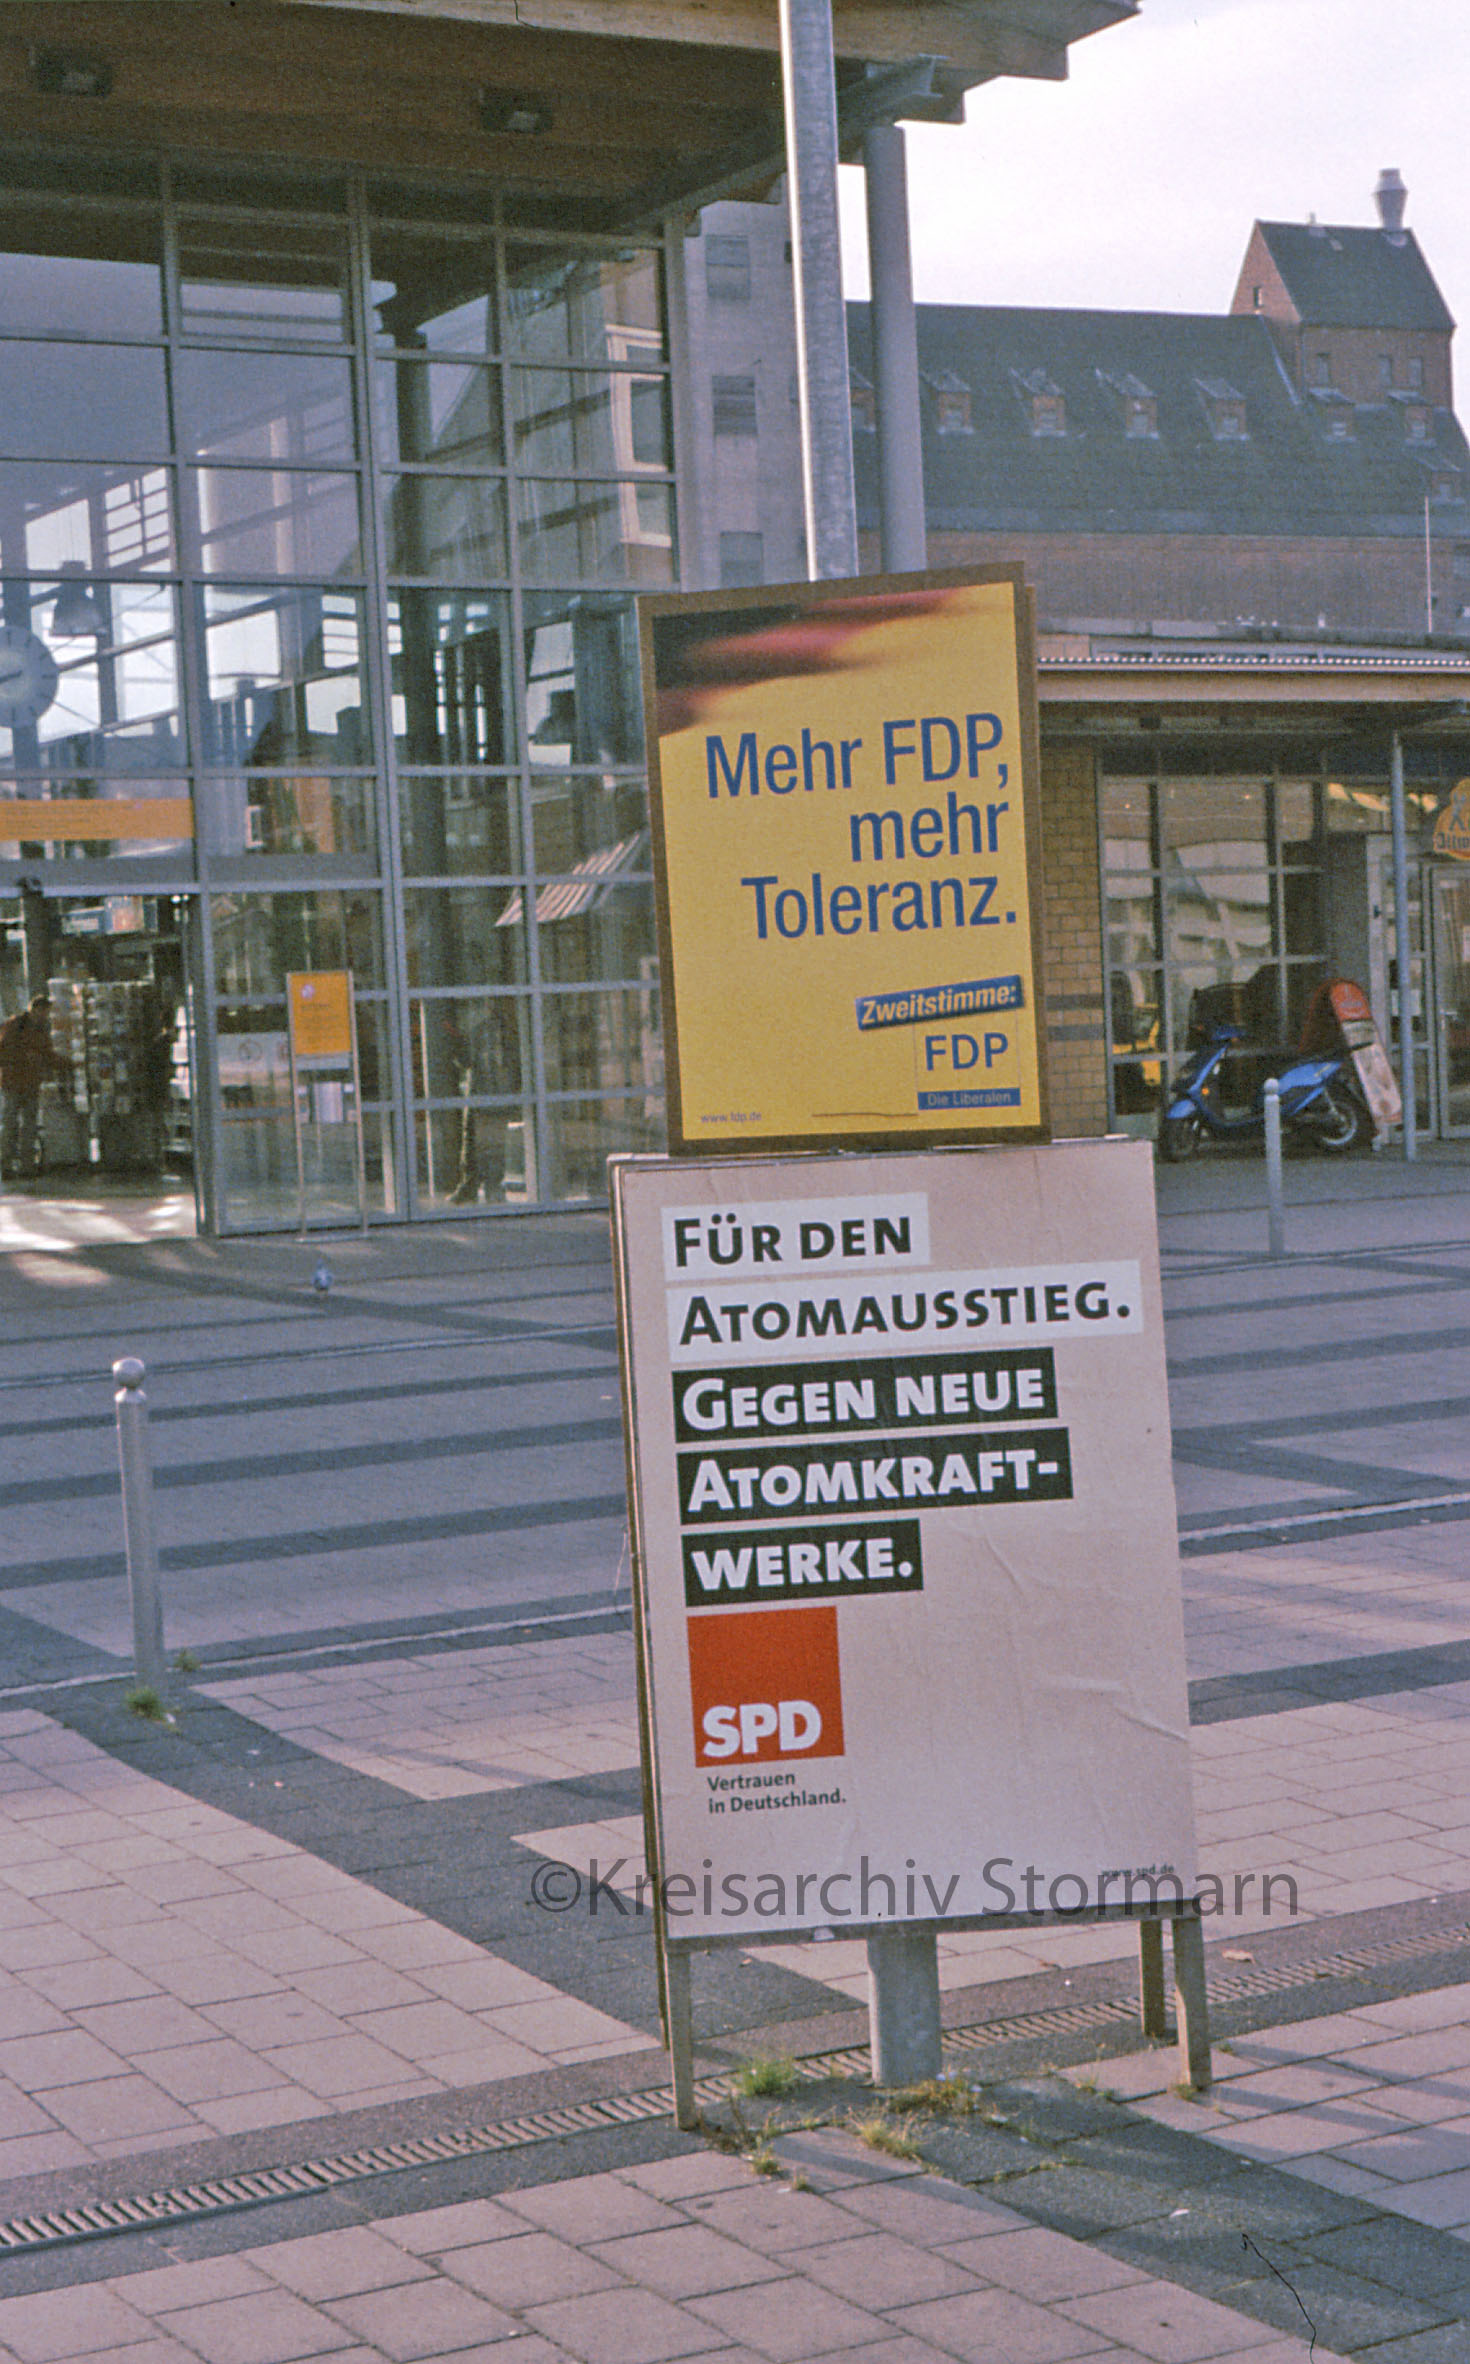 Mehr FDP,
mehr
Toleranz.
Zweitstimme:
FDP
Die Liberalen
www.fdp.de
FÜR DEN
ATOMAUSSTIEG.
GEGEN NEUE
ATOMKRAFT-
WERKE.
SPD
Vertrauen
in Deutschland.
www.spd.de
©Kreisarchiv Stormarn